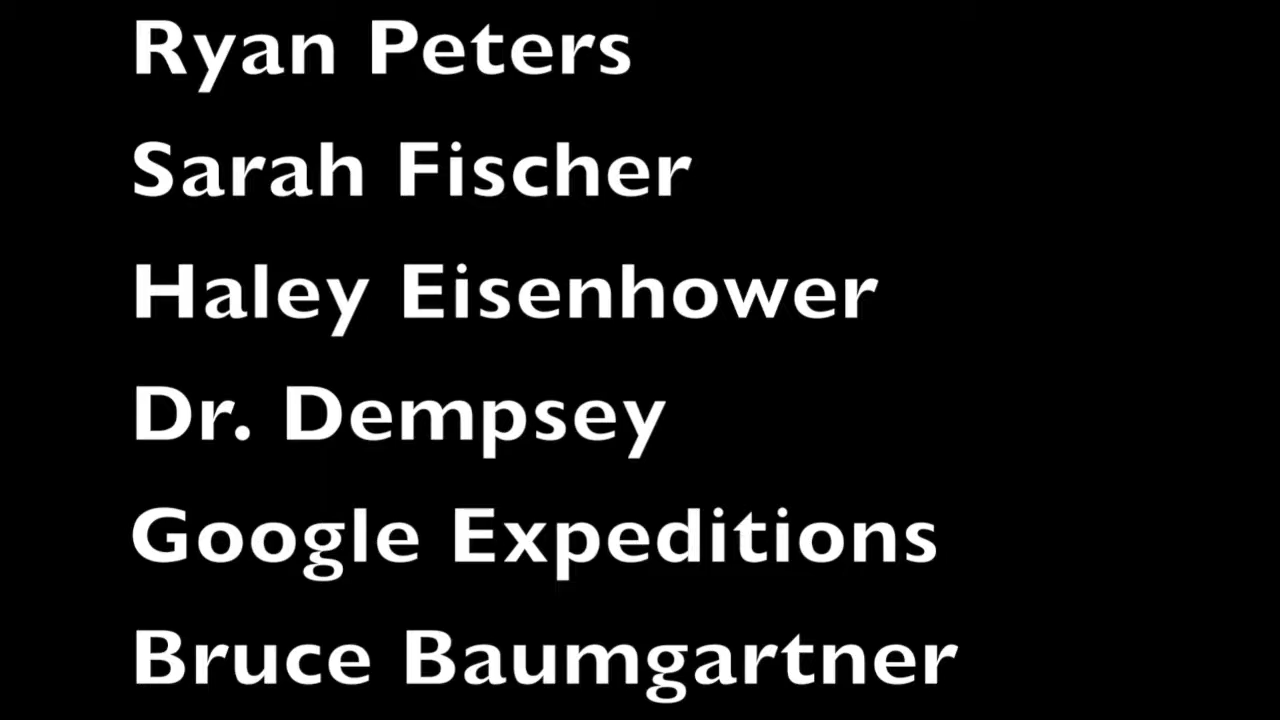 Ryan Peters
Sarah Fischer
Haley Eisenhower
Dr. Dempsey
Google Expeditions
Bruce Baumgartner